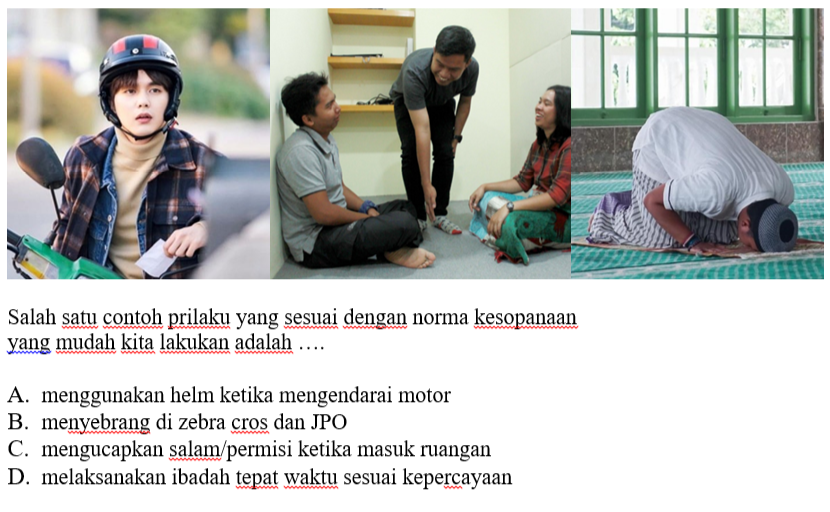 Salah satu contoh prilaku yang sesuai dengan norma kesopanaan
yang mudah kita lakukan adalah ….
A. menggunakan helm ketika mengendarai motor
B. menyebrang di zebra cros dan JPO
C. mengucapkan salam/permisi ketika masuk ruangan
D. melaksanakan ibadah tepat waktu sesuai kepercayaan